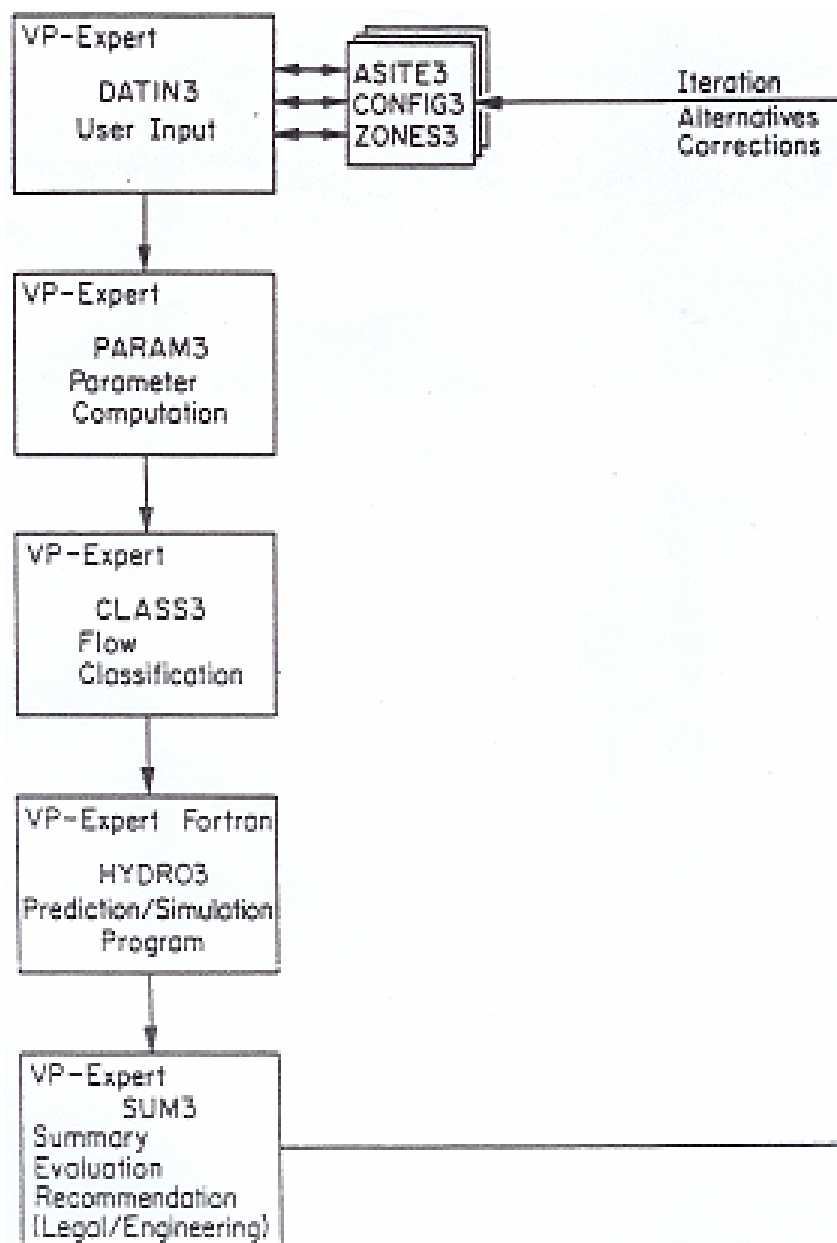 VP-Expert
DATIN3
User Input
ASITE3
CONFIG3
ZONES3
Iteration
Alternatives
Corrections
VP-Expert
PARAM3
Parameter
Computation
VP-Expert
CLASS3
Flow
Classification
VP-Expert Fortran
HYDRO3
Prediction/Simulation
Program
VP-Expert
SUM3
Summary
Evaluation
Recommendation
(Legal/Engineering)